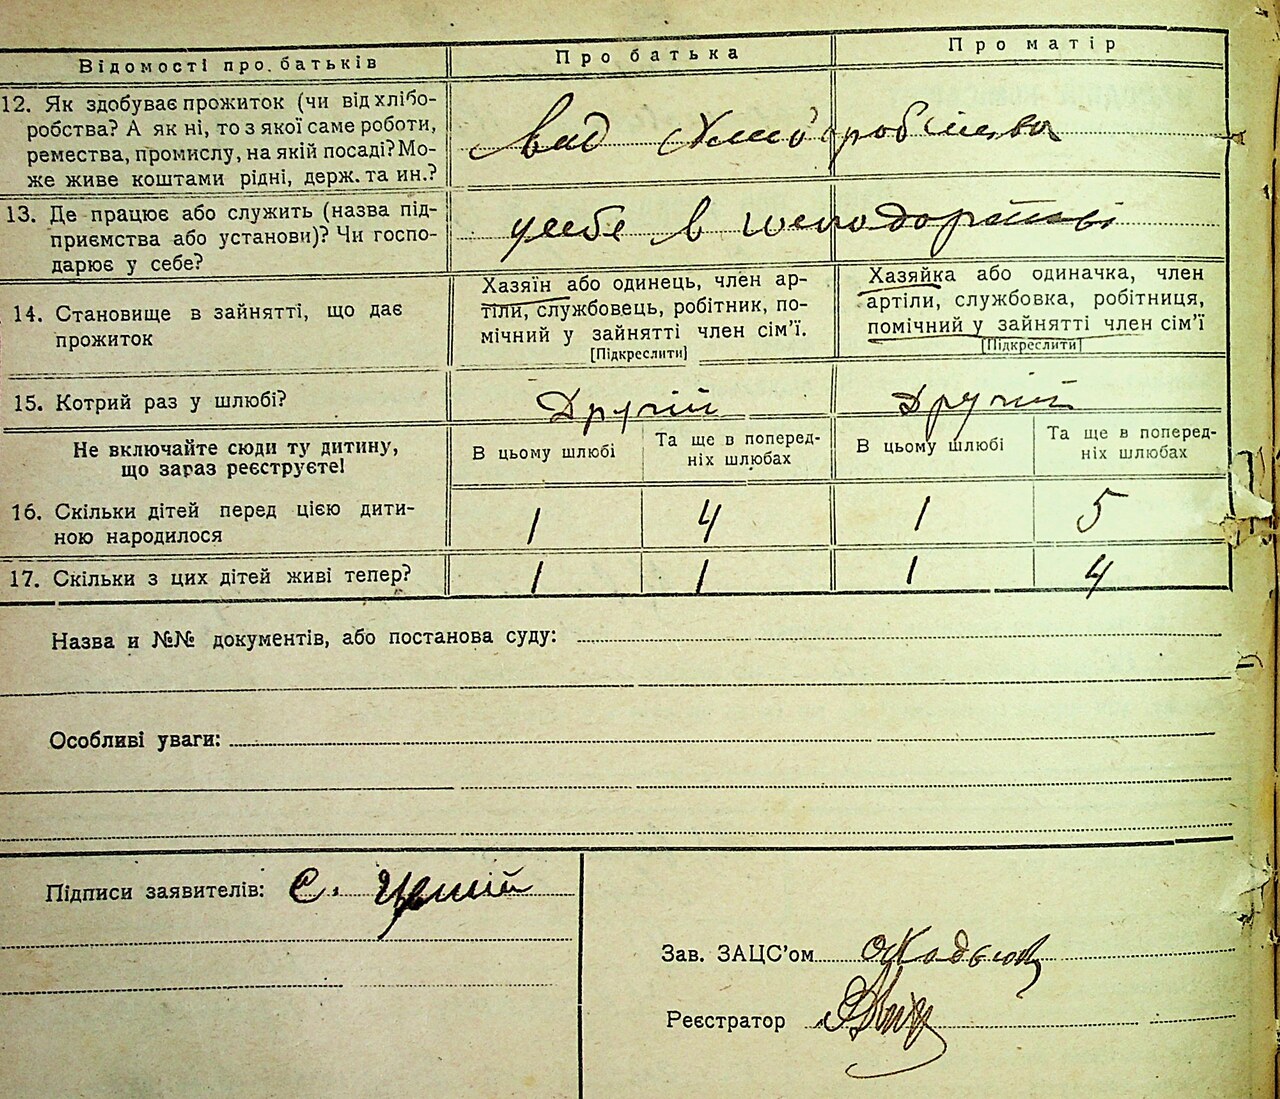 Відомості про батьків
Про батька
Про матір
12. Як здобуває прожиток (чи від хлібо-
робства? А як ні, то з якої саме роботи,
ремества, промислу, на якій посаді? Мо-
же живе коштами рідні, держ. та ин.?
вид хліборобства
13. Де працює або служить (назва під-
приємства або установи)? Чи госпо-
дарює у себе?
у себе в
14. Становище в зайнятті, що дає
прожиток
Хазяїн або одинець, член ар-
тіли, службовець, робітник, по-
мічний у зайнятті член сім'ї.
[Підкреслити]
Хазяйка або одиначка, член
артіли, службовка, робітниця,
помічний у зайнятті член сім'ї
[Підкреслити]
15. Котрий раз у шлюбі?
Другій
Другій
Не включайте сюди ту дитину,
що зараз реєструєте!
В цьому шлюбі
Та ще в поперед-
ніх шлюбах
В цьому шлюбі
Та ще в поперед-
ніх шлюбах
16. Скільки дітей перед цією дити-
ною народилося
1
4
1
5
17. Скільки з цих дітей живі тепер?
1
1
1
4
Назва и №№ документів, або постанова суду:
Особливі уваги:
Підписи заявителів: С.
Зав. ЗАЦС'ом
Реєстратор